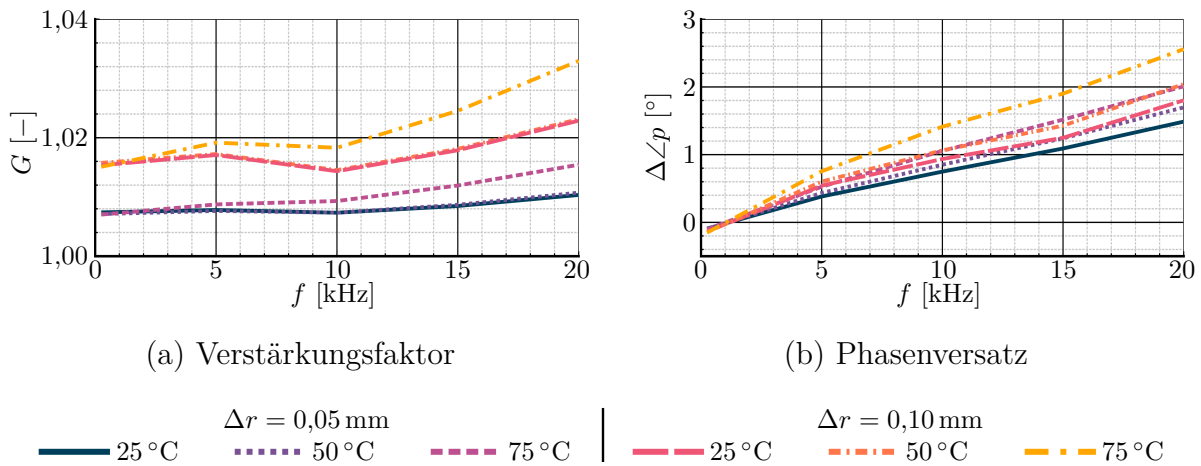 1,04
1,02
1,00
G [−]
0 5 10 15 20
f [kHz]
(a) Verstärkungsfaktor
3
2
1
0
Δ∠p [°]
0 5 10 15 20
f [kHz]
(b) Phasenversatz
Δr = 0,05 mm
25 °C 50 °C 75 °C
Δr = 0,10 mm
25 °C 50 °C 75 °C